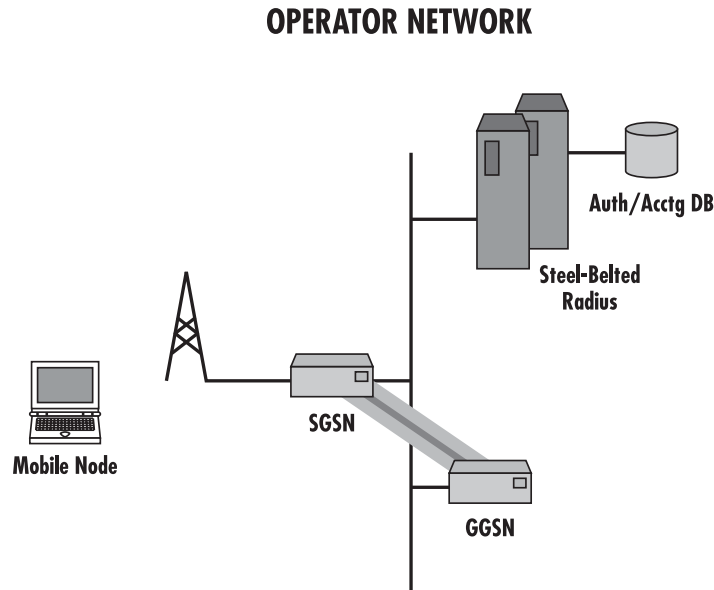 OPERATOR NETWORK
Auth/Acctg DB
Steel-Belted
Radius
SGSN
Mobile Node
GGSN